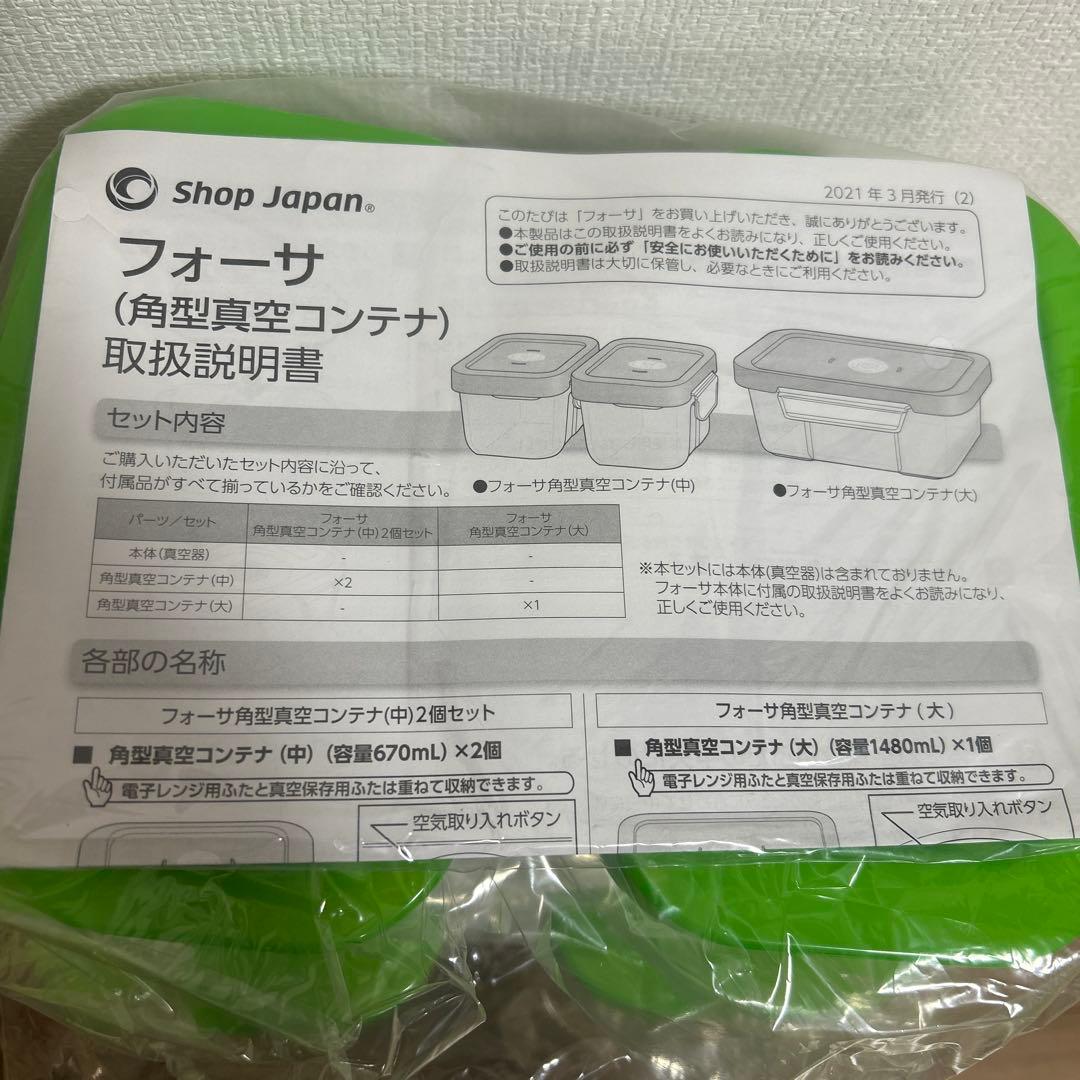 Shop Japan®
2021年3月発行（2）
フォーサ
（角型真空コンテナ）
取扱説明書
このたびは「フォーサ」をお買い上げいただき、誠にありがとうございます。
●本製品はこの取扱説明書をよくお読みになり、正しくご使用ください。
●ご使用の前に必ず「安全にお使いいただくために」をお読みください。
●取扱説明書は大切に保管し、必要なときにご利用ください。
セット内容
ご購入いただいたセット内容に沿って、
付属品がすべて揃っているかをご確認ください。
●フォーサ角型真空コンテナ(中)
●フォーサ角型真空コンテナ(大)
パーツ／セット
フォーサ
角型真空コンテナ(中)2個セット
フォーサ
角型真空コンテナ(大)
本体(真空器) - -
角型真空コンテナ(中) ×2 -
角型真空コンテナ(大) - ×1
※本セットには本体(真空器)は含まれておりません。
フォーサ本体に付属の取扱説明書をよくお読みになり、
正しくご使用ください。
各部の名称
フォーサ角型真空コンテナ(中)2個セット
■ 角型真空コンテナ（中）（容量670mL）×2個
電子レンジ用ふたと真空保存用ふたは重ねて収納できます。
空気取り入れボタン
フォーサ角型真空コンテナ(大)
■ 角型真空コンテナ（大）（容量1480mL）×1個
電子レンジ用ふたと真空保存用ふたは重ねて収納できます。
空気取り入れボタン